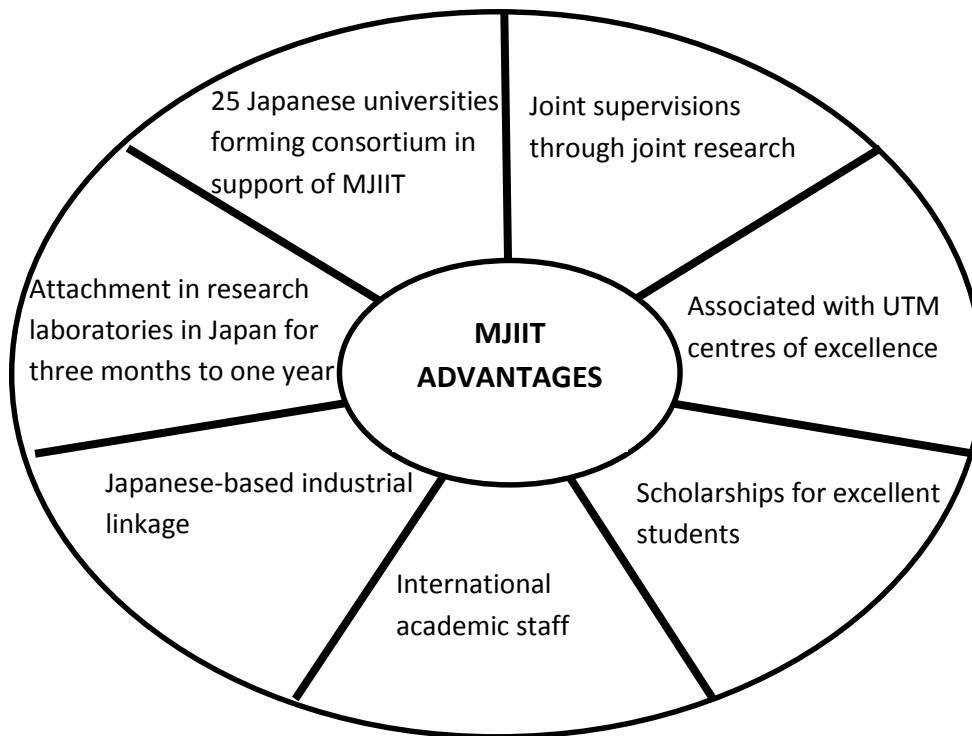 25 Japanese universities
forming consortium in
support of MJIIT
Joint supervisions
through joint research
Attachment in research
laboratories in Japan for
three months to one year
MJIIT
ADVANTAGES
Associated with UTM
centres of excellence
Japanese-based industrial
linkage
Scholarships for excellent
students
International
academic staff